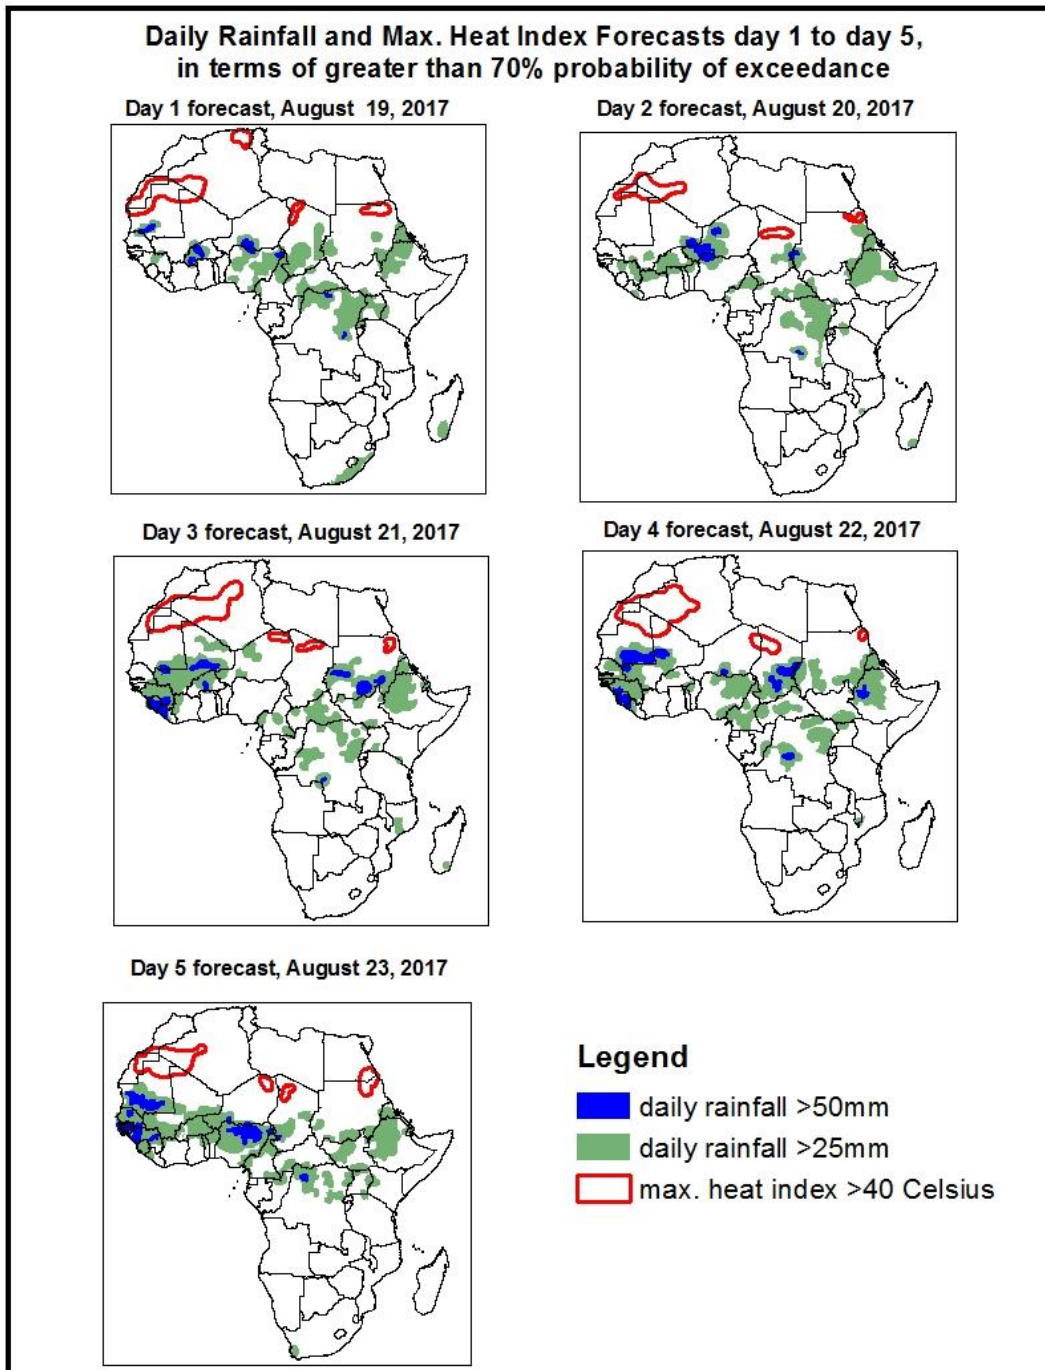 Daily Rainfall and Max. Heat Index Forecasts day 1 to day 5,
in terms of greater than 70% probability of exceedance
Day 1 forecast, August 19, 2017
Day 2 forecast, August 20, 2017
Day 3 forecast, August 21, 2017
Day 4 forecast, August 22, 2017
Day 5 forecast, August 23, 2017
Legend
daily rainfall >50mm
daily rainfall >25mm
max. heat index >40 Celsius